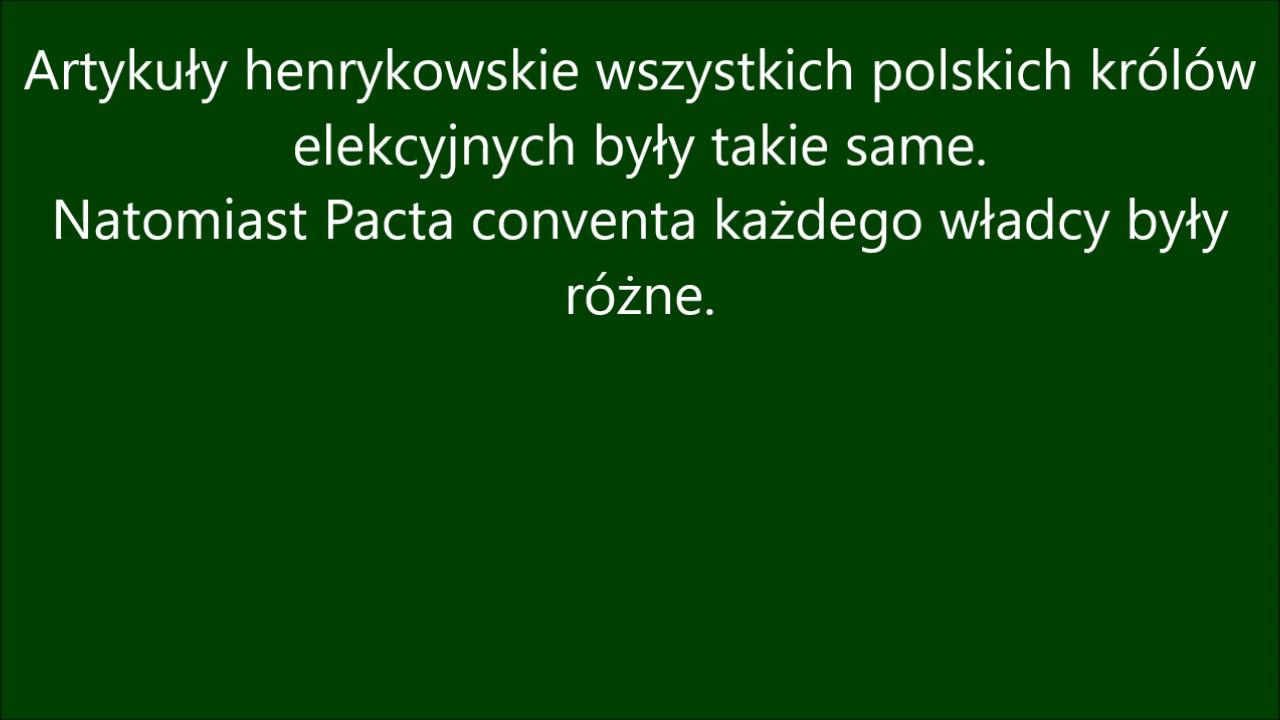 Artykuły henrykowskie wszystkich polskich królów
elekcyjnych były takie same.
Natomiast Pacta conventa każdego władcy były
różne.